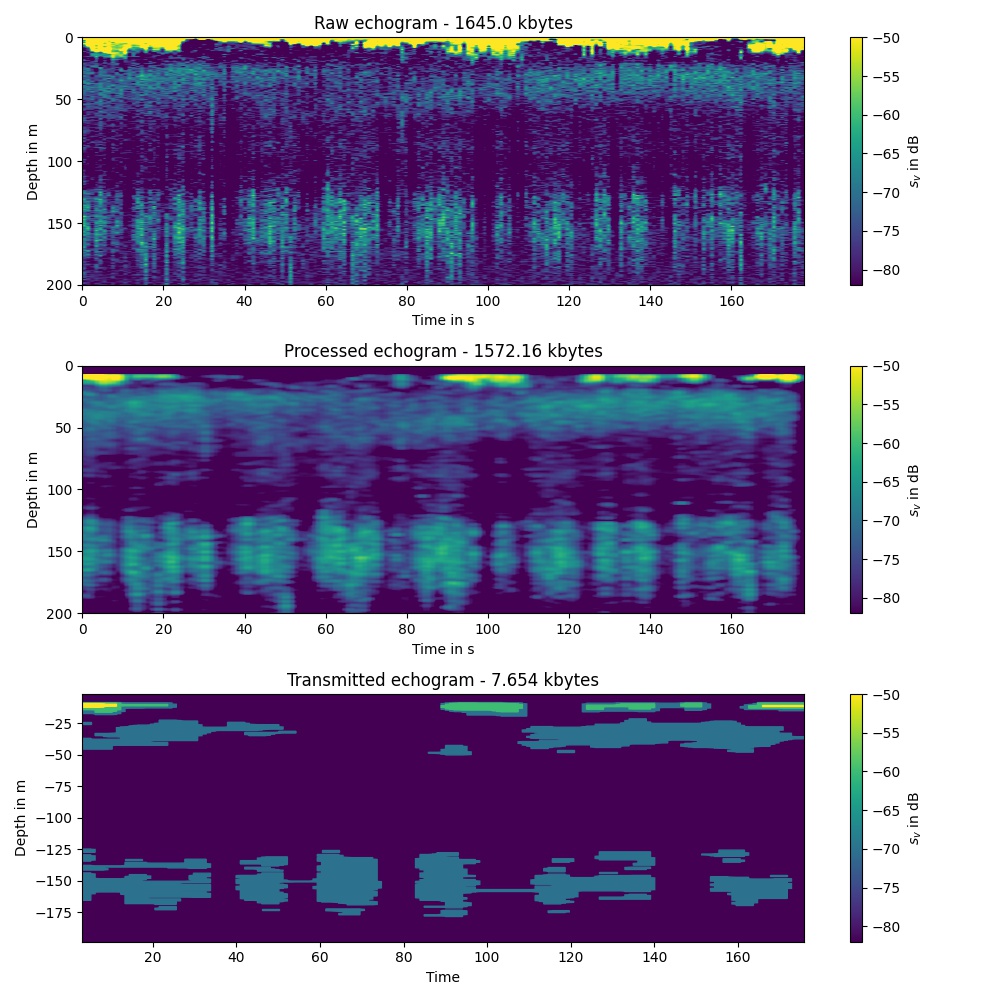 Raw echogram - 1645.0 kbytes
0
50
100
150
200
Depth in m
0 20 40 60 80 100 120 140 160
Time in s
−50
−55
−60
−65
−70
−75
−80
sv in dB
Processed echogram - 1572.16 kbytes
0
50
100
150
200
Depth in m
0 20 40 60 80 100 120 140 160
Time in s
−50
−55
−60
−65
−70
−75
−80
sv in dB
Transmitted echogram - 7.654 kbytes
−25
−50
−75
−100
−125
−150
−175
Depth in m
20 40 60 80 100 120 140 160
Time
−50
−55
−60
−65
−70
−75
−80
sv in dB